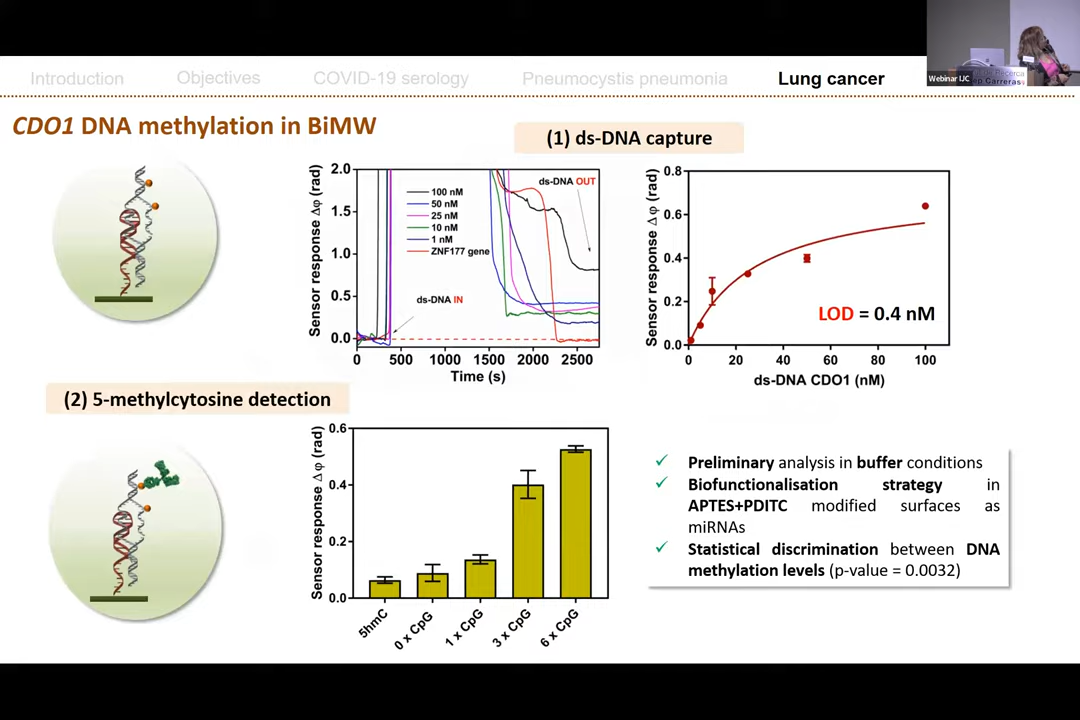 Introduction
Objectives
COVID-19 serology
Pneumocystis pneumonia
Lung cancer
Webinar IJC
CDO1 DNA methylation in BiMW
(1) ds-DNA capture
Sensor response Δφ (rad)
2.0
1.5
1.0
0.5
0.0
100 nM
50 nM
25 nM
10 nM
1 nM
ZNF177 gene
ds-DNA OUT
ds-DNA IN
0
500
1000
1500
2000
2500
Time (s)
Sensor response Δφ (rad)
0.8
0.6
0.4
0.2
0.0
LOD = 0.4 nM
0
20
40
60
80
100
ds-DNA CDO1 (nM)
(2) 5-methylcytosine detection
Sensor response Δφ (rad)
0.6
0.4
0.2
0.0
5hmC
0 x CpG
1 x CpG
3 x CpG
6 x CpG
✓ Preliminary analysis in buffer conditions
✓ Biofunctionalisation strategy in
APTES+PDITC modified surfaces as
miRNAs
✓ Statistical discrimination between DNA
methylation levels (p-value = 0.0032)